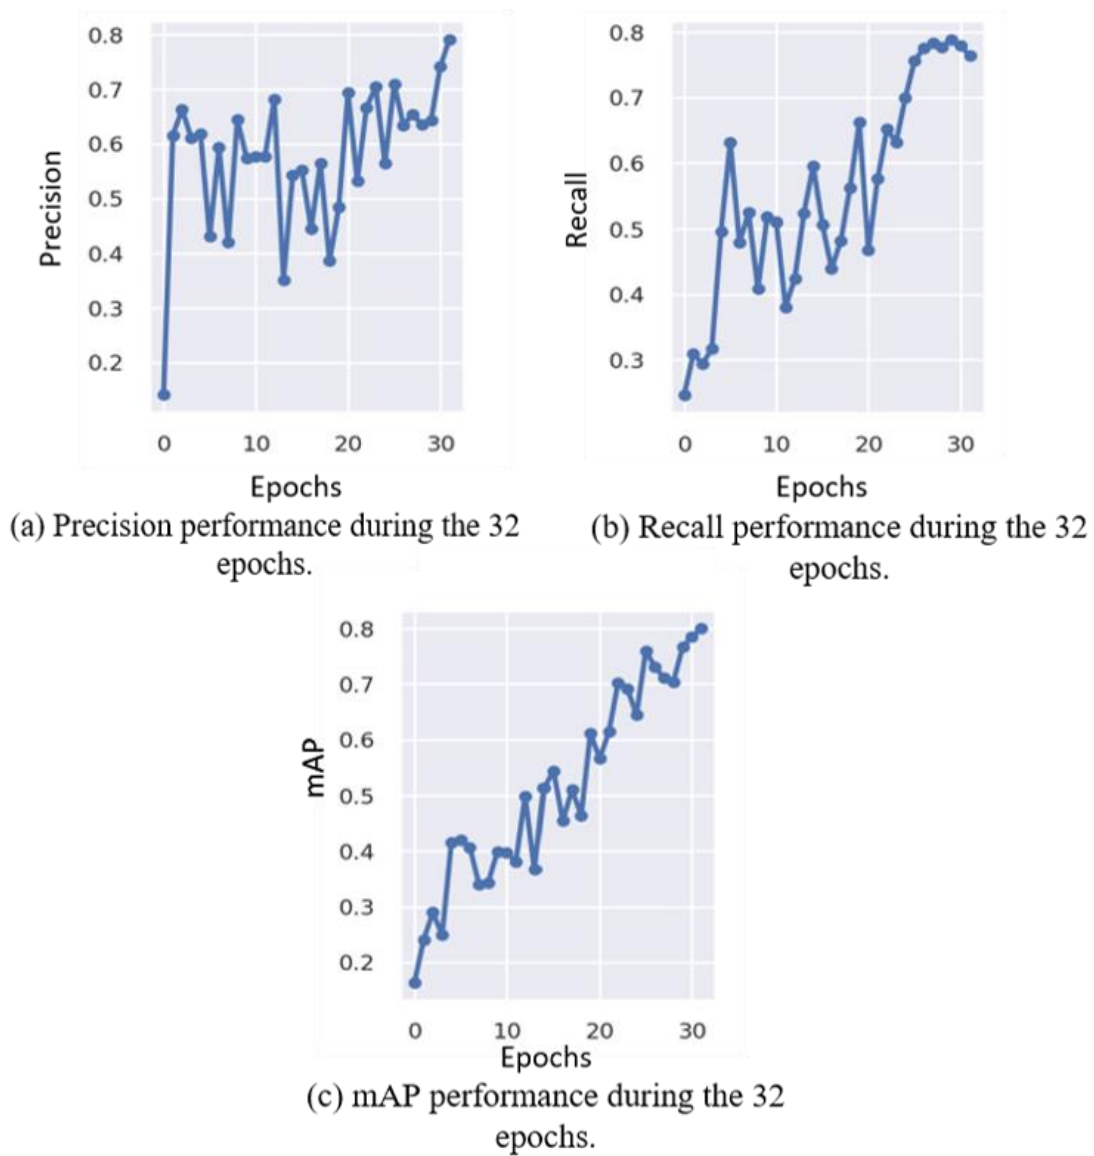 0.8
0.7
0.6
0.5
0.4
0.3
0.2
Precision
0 10 20 30
Epochs
(a) Precision performance during the 32
epochs.
0.8
0.7
0.6
0.5
0.4
0.3
Recall
0 10 20 30
Epochs
(b) Recall performance during the 32
epochs.
0.8
0.7
0.6
0.5
0.4
0.3
0.2
mAP
0 10 20 30
Epochs
(c) mAP performance during the 32
epochs.